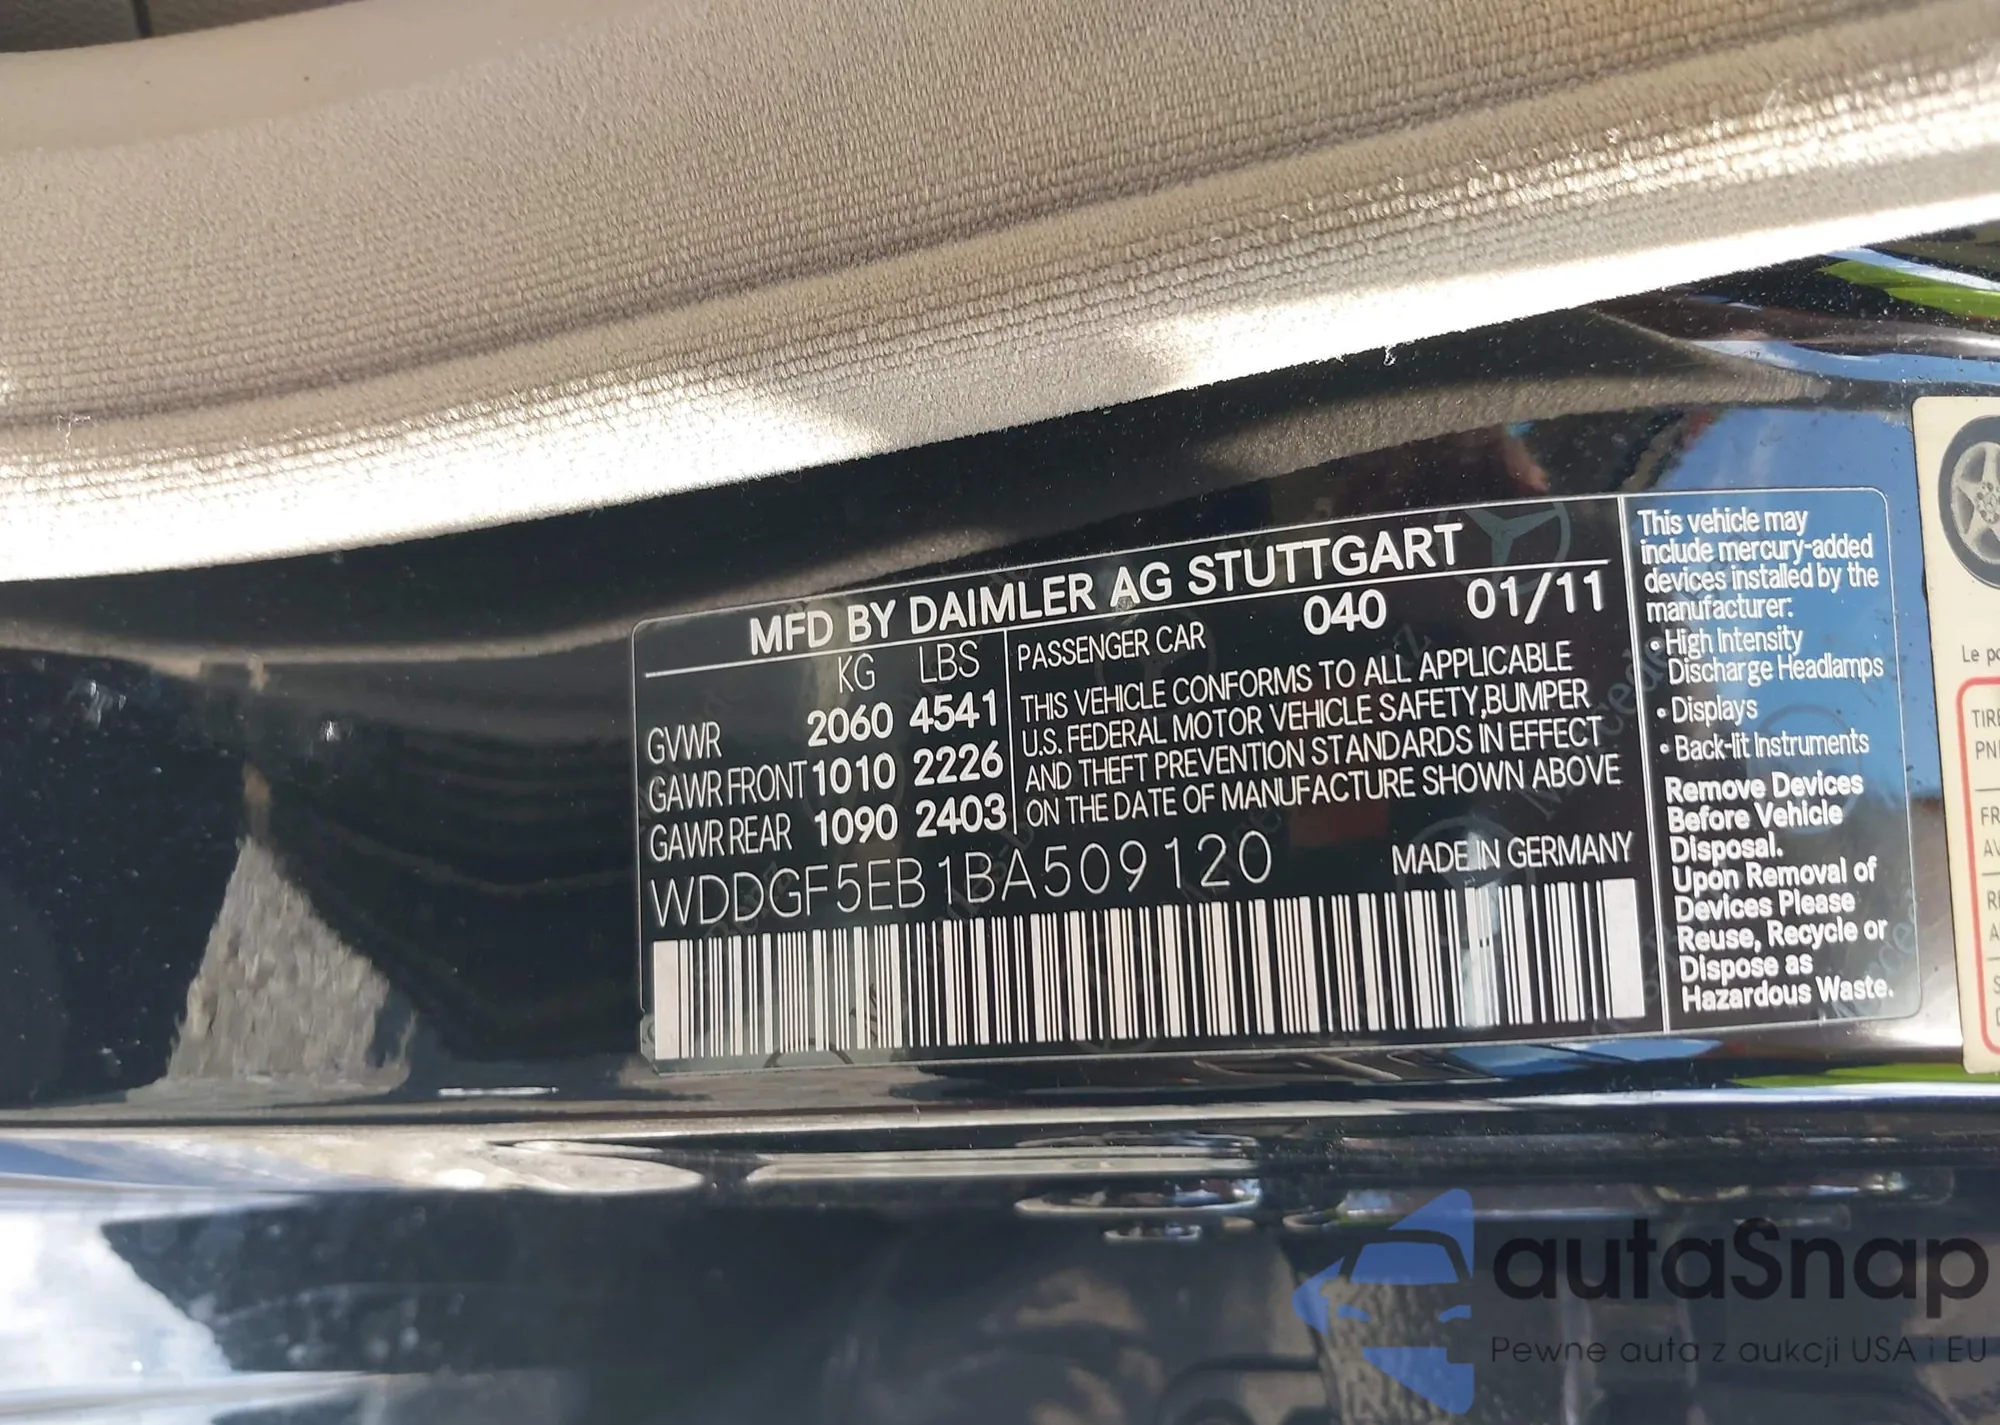 MFD BY DAIMLER AG STUTTGART
KG LBS
GVWR 2060 4541
GAWR FRONT 1010 2226
GAWR REAR 1090 2403
PASSENGER CAR 040 01/11
THIS VEHICLE CONFORMS TO ALL APPLICABLE
U.S. FEDERAL MOTOR VEHICLE SAFETY,BUMPER
AND THEFT PREVENTION STANDARDS IN EFFECT
ON THE DATE OF MANUFACTURE SHOWN ABOVE
WDDGF5EB1BA509120
MADE IN GERMANY
This vehicle may
include mercury-added
devices installed by the
manufacturer:
• High Intensity
Discharge Headlamps
• Displays
• Back-lit Instruments
Remove Devices
Before Vehicle
Disposal.
Upon Removal of
Devices Please
Reuse, Recycle or
Dispose as
Hazardous Waste.
Le
autaSnap
Pewne auta z aukcji USA i EU